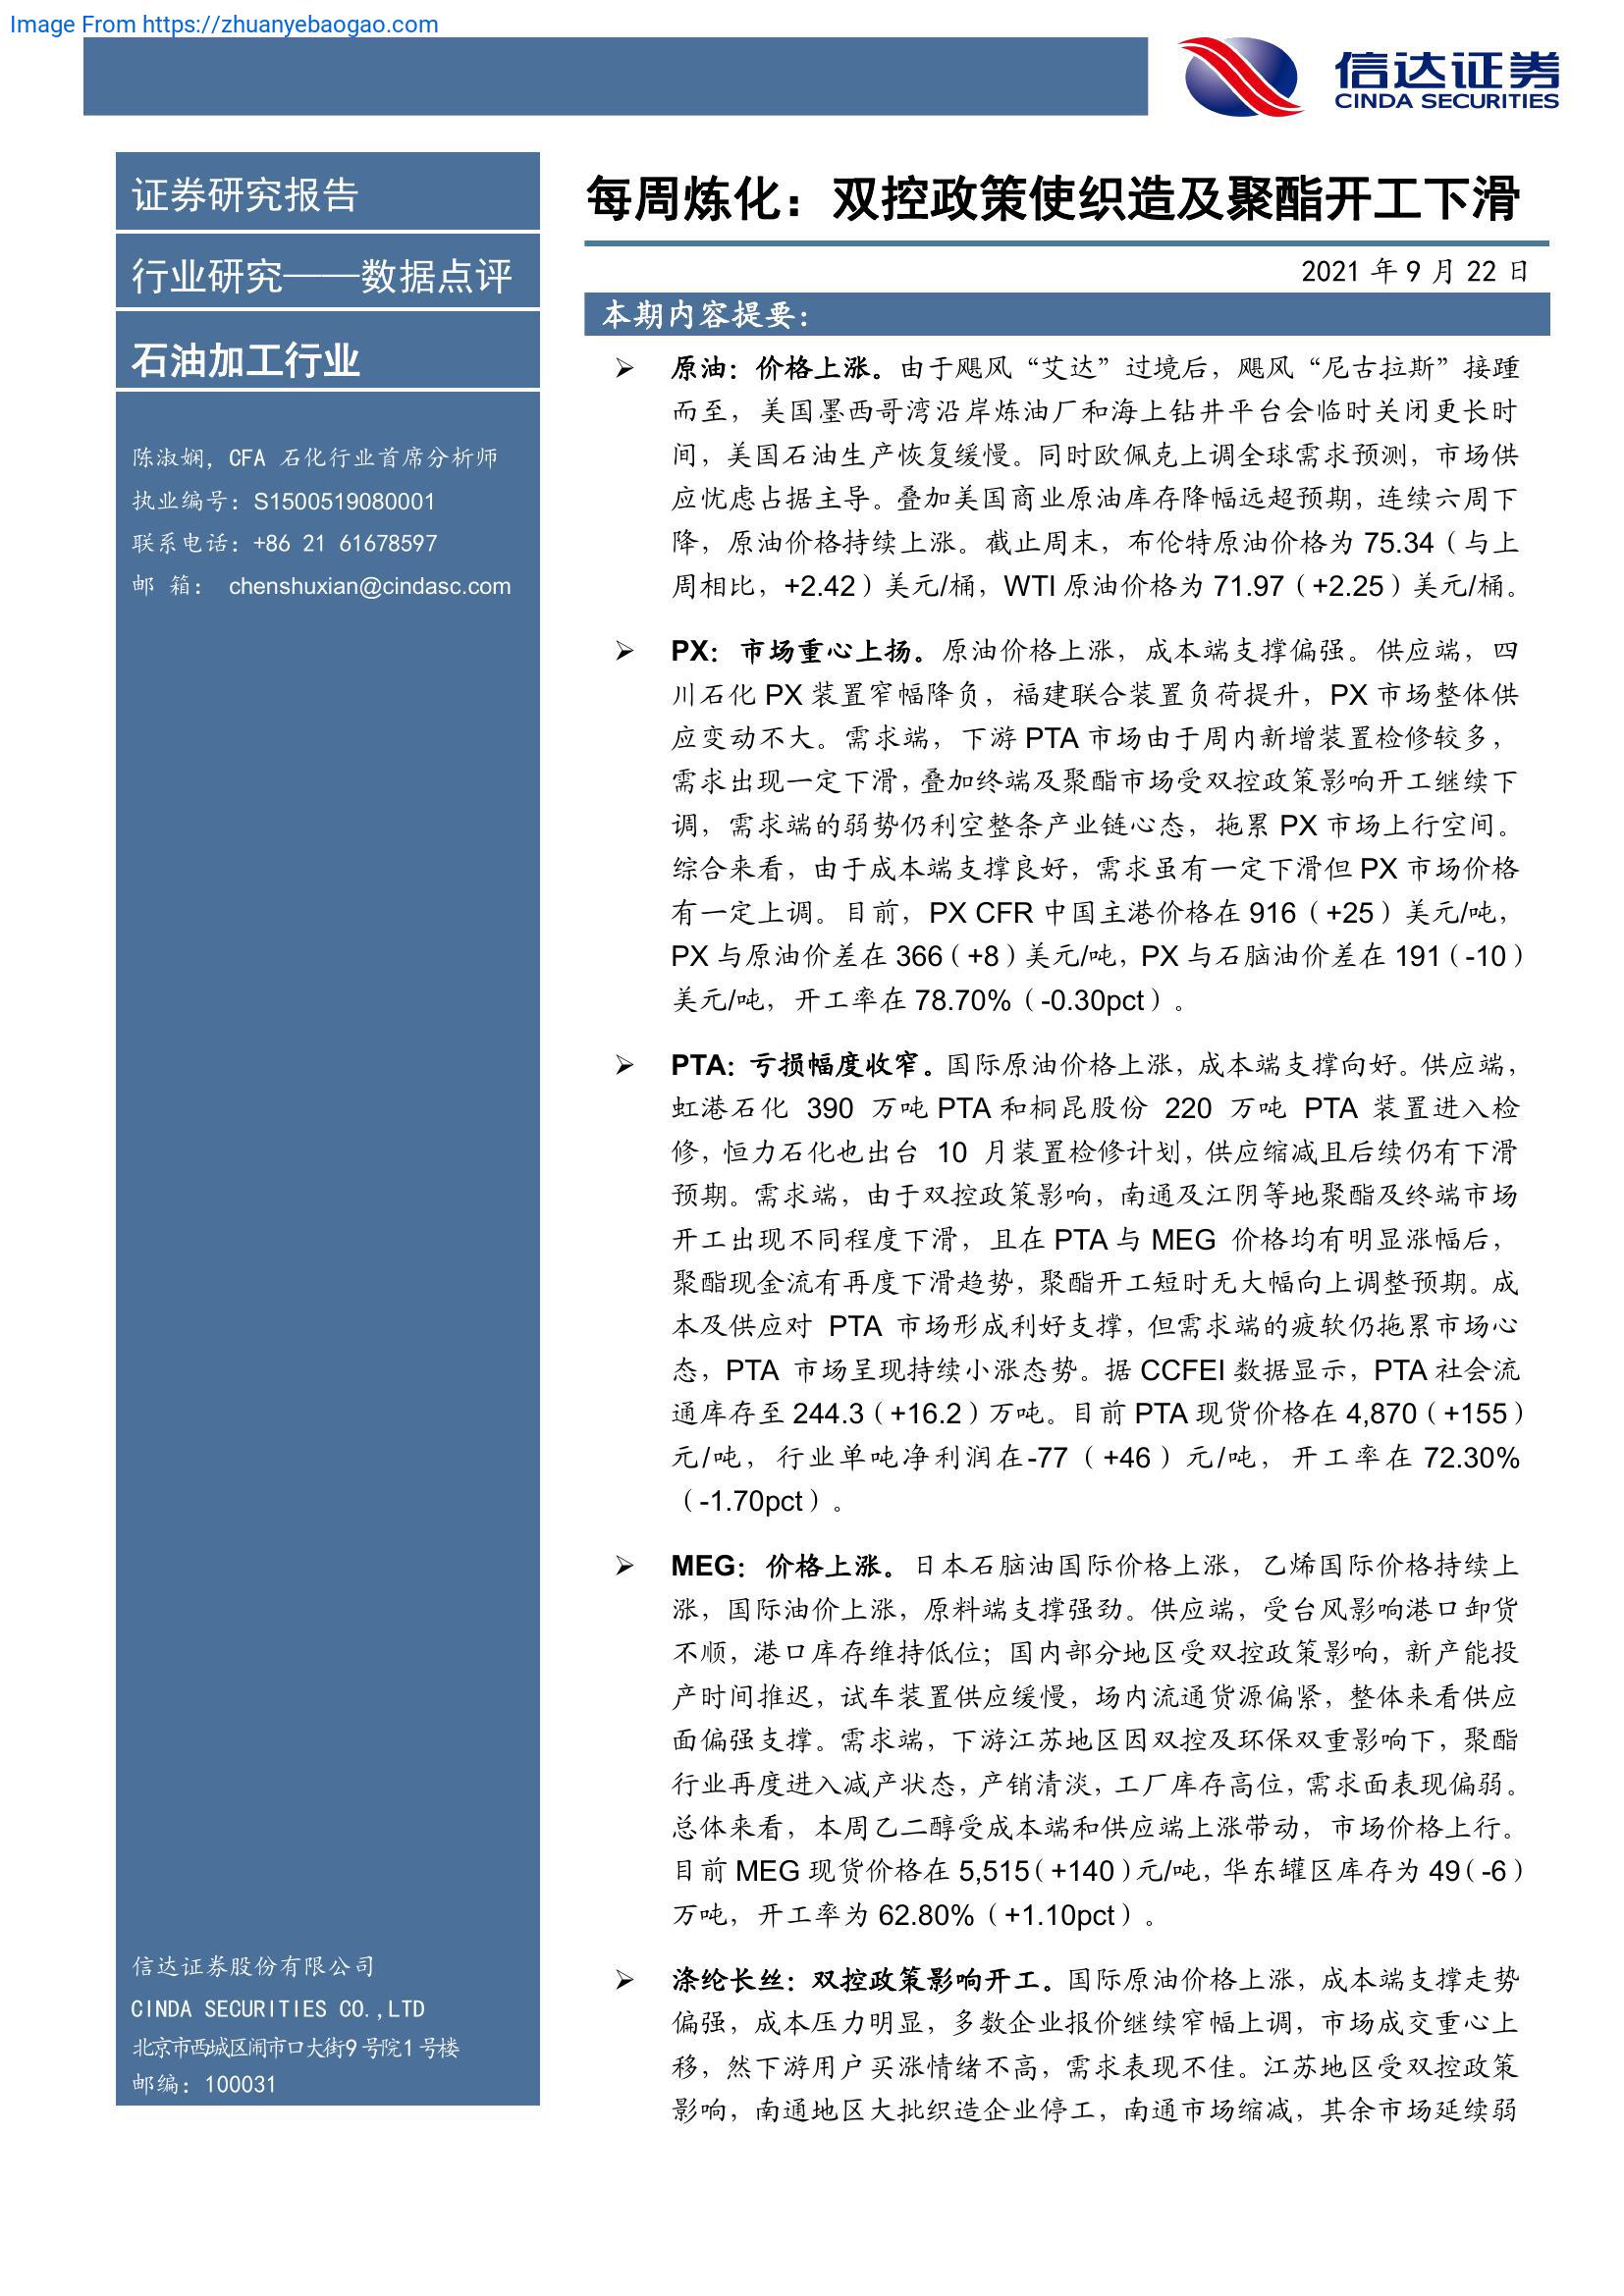 Image From https://zhuanyebaogao.com
信达证券
CINDA SECURITIES
证券研究报告
行业研究——数据点评
石油加工行业
陈淑娴，CFA 石化行业首席分析师
执业编号：S1500519080001
联系电话：+86 21 61678597
邮 箱： chenshuxian@cindasc.com
信达证券股份有限公司
CINDA SECURITIES CO.,LTD
北京市西城区闹市口大街9号院1号楼
邮编：100031
每周炼化：双控政策使织造及聚酯开工下滑
2021 年 9 月 22 日
本期内容提要：
➢ 原油：价格上涨。由于飓风“艾达”过境后，飓风“尼古拉斯”接踵
而至，美国墨西哥湾沿岸炼油厂和海上钻井平台会临时关闭更长时
间，美国石油生产恢复缓慢。同时欧佩克上调全球需求预测，市场供
应忧虑占据主导。叠加美国商业原油库存降幅远超预期，连续六周下
降，原油价格持续上涨。截止周末，布伦特原油价格为 75.34（与上
周相比，+2.42）美元/桶，WTI 原油价格为 71.97（+2.25）美元/桶。
➢ PX：市场重心上扬。原油价格上涨，成本端支撑偏强。供应端，四
川石化 PX 装置窄幅降负，福建联合装置负荷提升，PX 市场整体供
应变动不大。需求端，下游 PTA 市场由于周内新增装置检修较多，
需求出现一定下滑，叠加终端及聚酯市场受双控政策影响开工继续下
调，需求端的弱势仍利空整条产业链心态，拖累 PX 市场上行空间。
综合来看，由于成本端支撑良好，需求虽有一定下滑但 PX 市场价格
有一定上调。目前，PX CFR 中国主港价格在 916（+25）美元/吨，
PX 与原油价差在 366（+8）美元/吨，PX 与石脑油价差在 191（-10）
美元/吨，开工率在 78.70%（-0.30pct）。
➢ PTA：亏损幅度收窄。国际原油价格上涨，成本端支撑向好。供应端，
虹港石化 390 万吨 PTA 和桐昆股份 220 万吨 PTA 装置进入检
修，恒力石化也出台 10 月装置检修计划，供应缩减且后续仍有下滑
预期。需求端，由于双控政策影响，南通及江阴等地聚酯及终端市场
开工出现不同程度下滑，且在 PTA 与 MEG 价格均有明显涨幅后，
聚酯现金流有再度下滑趋势，聚酯开工短时无大幅向上调整预期。成
本及供应对 PTA 市场形成利好支撑，但需求端的疲软仍拖累市场心
态，PTA 市场呈现持续小涨态势。据 CCFEI 数据显示，PTA 社会流
通库存至 244.3（+16.2）万吨。目前 PTA 现货价格在 4,870（+155）
元/吨，行业单吨净利润在-77（+46）元/吨，开工率在 72.30%
（-1.70pct）。
➢ MEG：价格上涨。日本石脑油国际价格上涨，乙烯国际价格持续上
涨，国际油价上涨，原料端支撑强劲。供应端，受台风影响港口卸货
不顺，港口库存维持低位；国内部分地区受双控政策影响，新产能投
产时间推迟，试车装置供应缓慢，场内流通货源偏紧，整体来看供应
面偏强支撑。需求端，下游江苏地区因双控及环保双重影响下，聚酯
行业再度进入减产状态，产销清淡，工厂库存高位，需求面表现偏弱。
总体来看，本周乙二醇受成本端和供应端上涨带动，市场价格上行。
目前 MEG 现货价格在 5,515（+140）元/吨，华东罐区库存为 49（-6）
万吨，开工率为 62.80%（+1.10pct）。
➢ 涤纶长丝：双控政策影响开工。国际原油价格上涨，成本端支撑走势
偏强，成本压力明显，多数企业报价继续窄幅上调，市场成交重心上
移，然下游用户买涨情绪不高，需求表现不佳。江苏地区受双控政策
影响，南通地区大批织造企业停工，南通市场缩减，其余市场延续弱